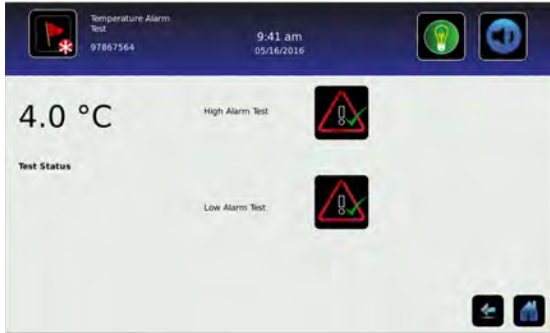 Temperature Alarm
Test
97867564
9:41 am
05/16/2016
4.0 °C
High Alarm Test
Test Status
Low Alarm Test